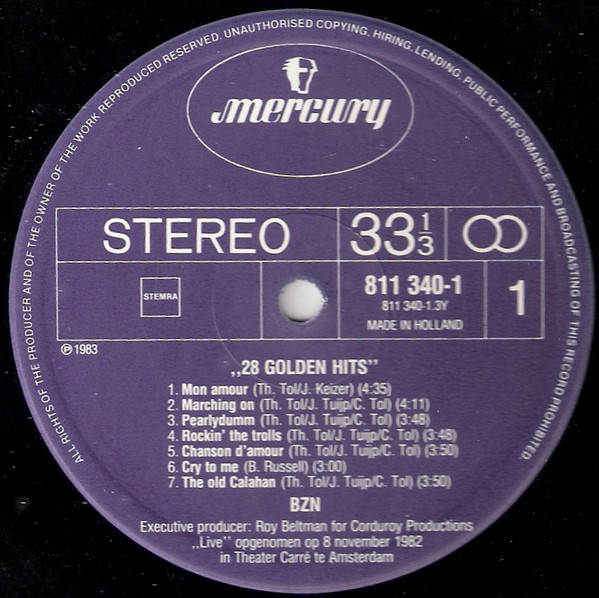 ALL RIGHTS OF THE PRODUCER AND OF THE OWNER OF THE WORK REPRODUCED RESERVED. UNAUTHORISED COPYING, HIRING, LENDING, PUBLIC PERFORMANCE AND BROADCASTING OF THIS RECORD PROHIBITED.
mercury
STEREO
33 1/3
STEMRA
811 340-1
811 340-1.3Y
MADE IN HOLLAND
1
℗ 1983
,,28 GOLDEN HITS''
1. Mon amour (Th. Tol/J. Keizer) (4:35)
2. Marching on (Th. Tol/J. Tuijp/C. Tol) (4:11)
3. Pearlydumm (Th. Tol/J. Tuijp/C. Tol) (3:48)
4. Rockin' the trolls (Th. Tol/J. Tuijp/C. Tol) (3:48)
5. Chanson d'amour (Th. Tol/J. Tuijp/C. Tol) (3:50)
6. Cry to me (B. Russell) (3:00)
7. The old Calahan (Th. Tol/J. Tuijp/C. Tol) (3:50)
BZN
Executive producer: Roy Beltman for Corduroy Productions
,,Live'' opgenomen op 8 november 1982
in Theater Carré te Amsterdam